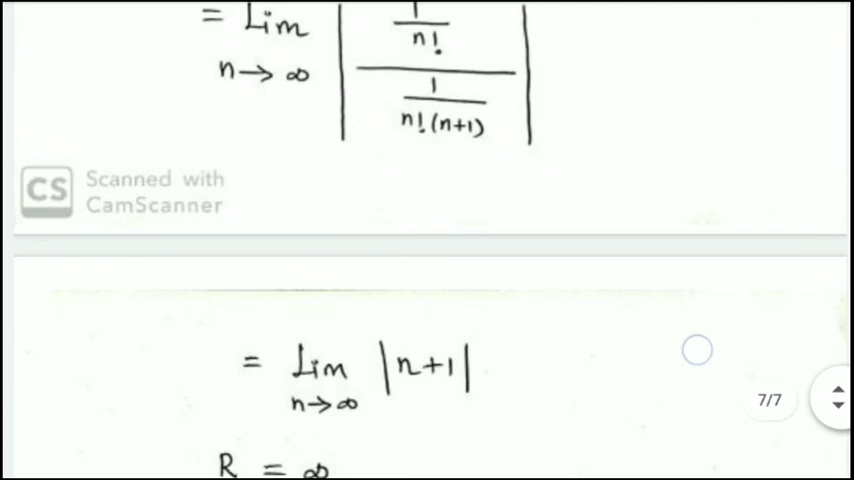 = Lim | 1/n! / 1/n!(n+1) |
n→∞
CS Scanned with
CamScanner
= Lim |n+1|
n→∞
7/7
R = ∞